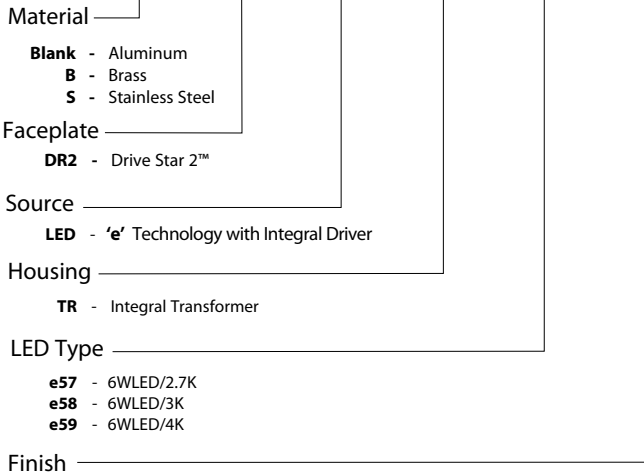 Material
Blank - Aluminum
B - Brass
S - Stainless Steel
Faceplate
DR2 - Drive Star 2™
Source
LED - ‘e’ Technology with Integral Driver
Housing
TR - Integral Transformer
LED Type
e57 - 6WLED/2.7K
e58 - 6WLED/3K
e59 - 6WLED/4K
Finish